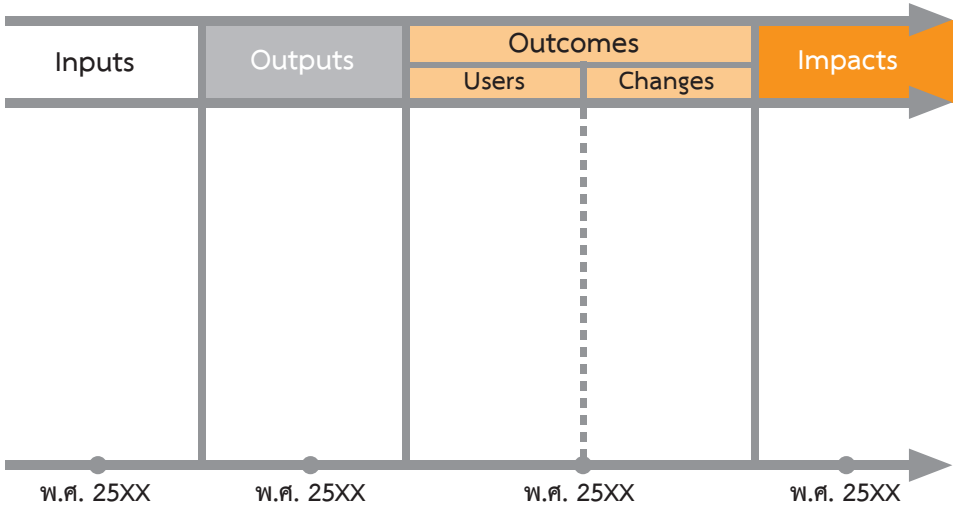 Inputs
Outputs
Outcomes
Users
Changes
Impacts
พ.ศ. 25XX
พ.ศ. 25XX
พ.ศ. 25XX
พ.ศ. 25XX